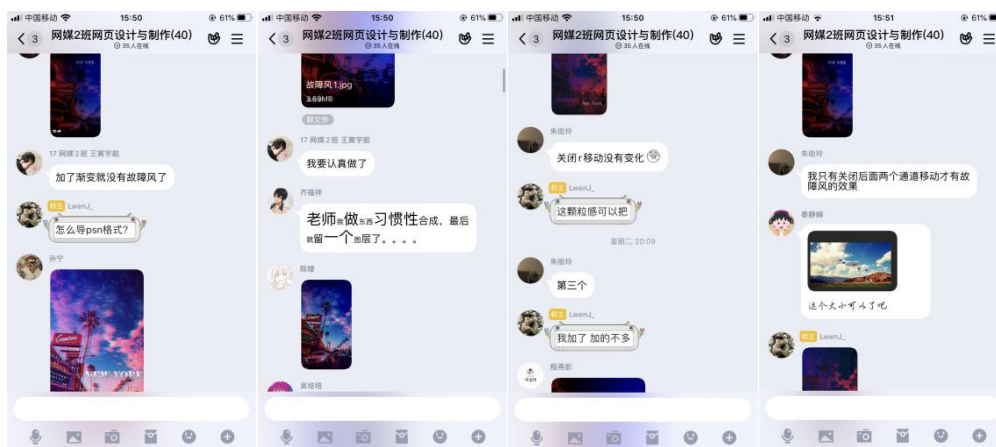 中国移动
15:50
61%
3
网媒2班网页设计与制作(40)
35人在线
17 网媒2班 王寅宇航
加了渐变就没有故障风了
群主 LwenJ_
怎么导psn格式?
孙宁
NEW YORK
中国移动
15:50
61%
3
网媒2班网页设计与制作(40)
35人在线
故障风1.jpg
3.69MB
群文件
17 网媒2班 王寅宇航
我要认真做了
乔福祥
老师我做东西习惯性合成，最后
就留一个图层了。。。。
陈婕
吴培培
中国移动
15:50
61%
3
网媒2班网页设计与制作(40)
35人在线
New York
朱街玲
关闭r移动没有变化
群主 LwenJ_
这颗粒感可以把
星期二 20:09
朱街玲
第三个
群主 LwenJ_
我加了 加的不多
殷燕影
中国移动
15:51
61%
3
网媒2班网页设计与制作(40)
35人在线
朱街玲
我只有关闭后面两个通道移动才有故
障风的效果
秦静娴
这个大小可以了吧
群主 LwenJ_